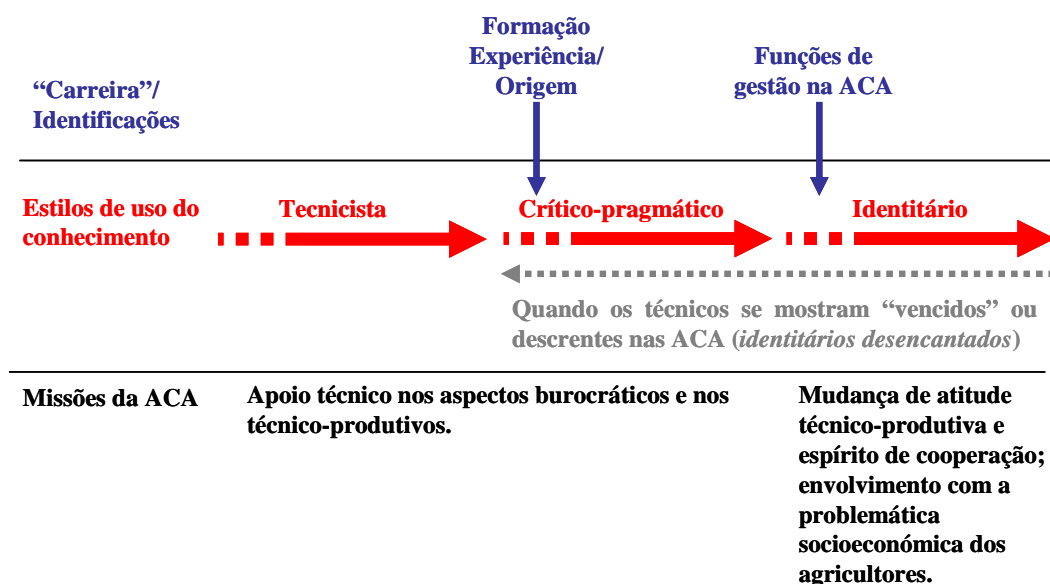 Formação
Experiência/
Origem
Funções de
gestão na ACA
“Carreira”/
Identificações
Estilos de uso do
conhecimento
Tecnicista
Crítico-pragmático
Identitário
Quando os técnicos se mostram “vencidos” ou
descrentes nas ACA (identitários desencantados)
Missões da ACA
Apoio técnico nos aspectos burocráticos e nos
técnico-produtivos.
Mudança de atitude
técnico-produtiva e
espírito de cooperação;
envolvimento com a
problemática
socioeconómica dos
agricultores.